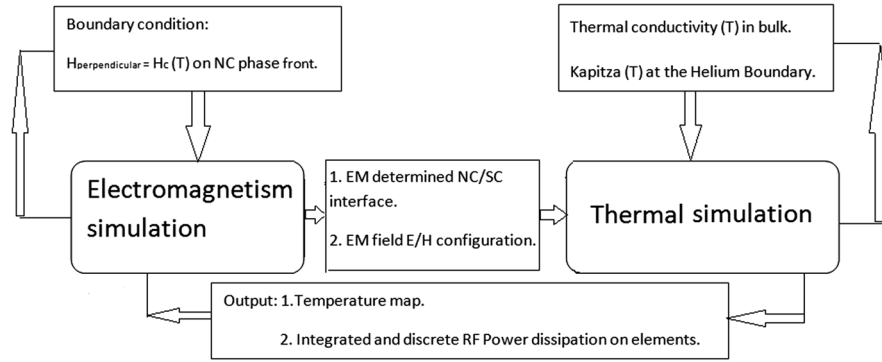 Boundary condition:
Hperpendicular = Hc (T) on NC phase front.
Thermal conductivity (T) in bulk.
Kapitza (T) at the Helium Boundary.
Electromagnetism
simulation
1. EM determined NC/SC
interface.
2. EM field E/H configuration.
Thermal simulation
Output: 1.Temperature map.
2. Integrated and discrete RF Power dissipation on elements.